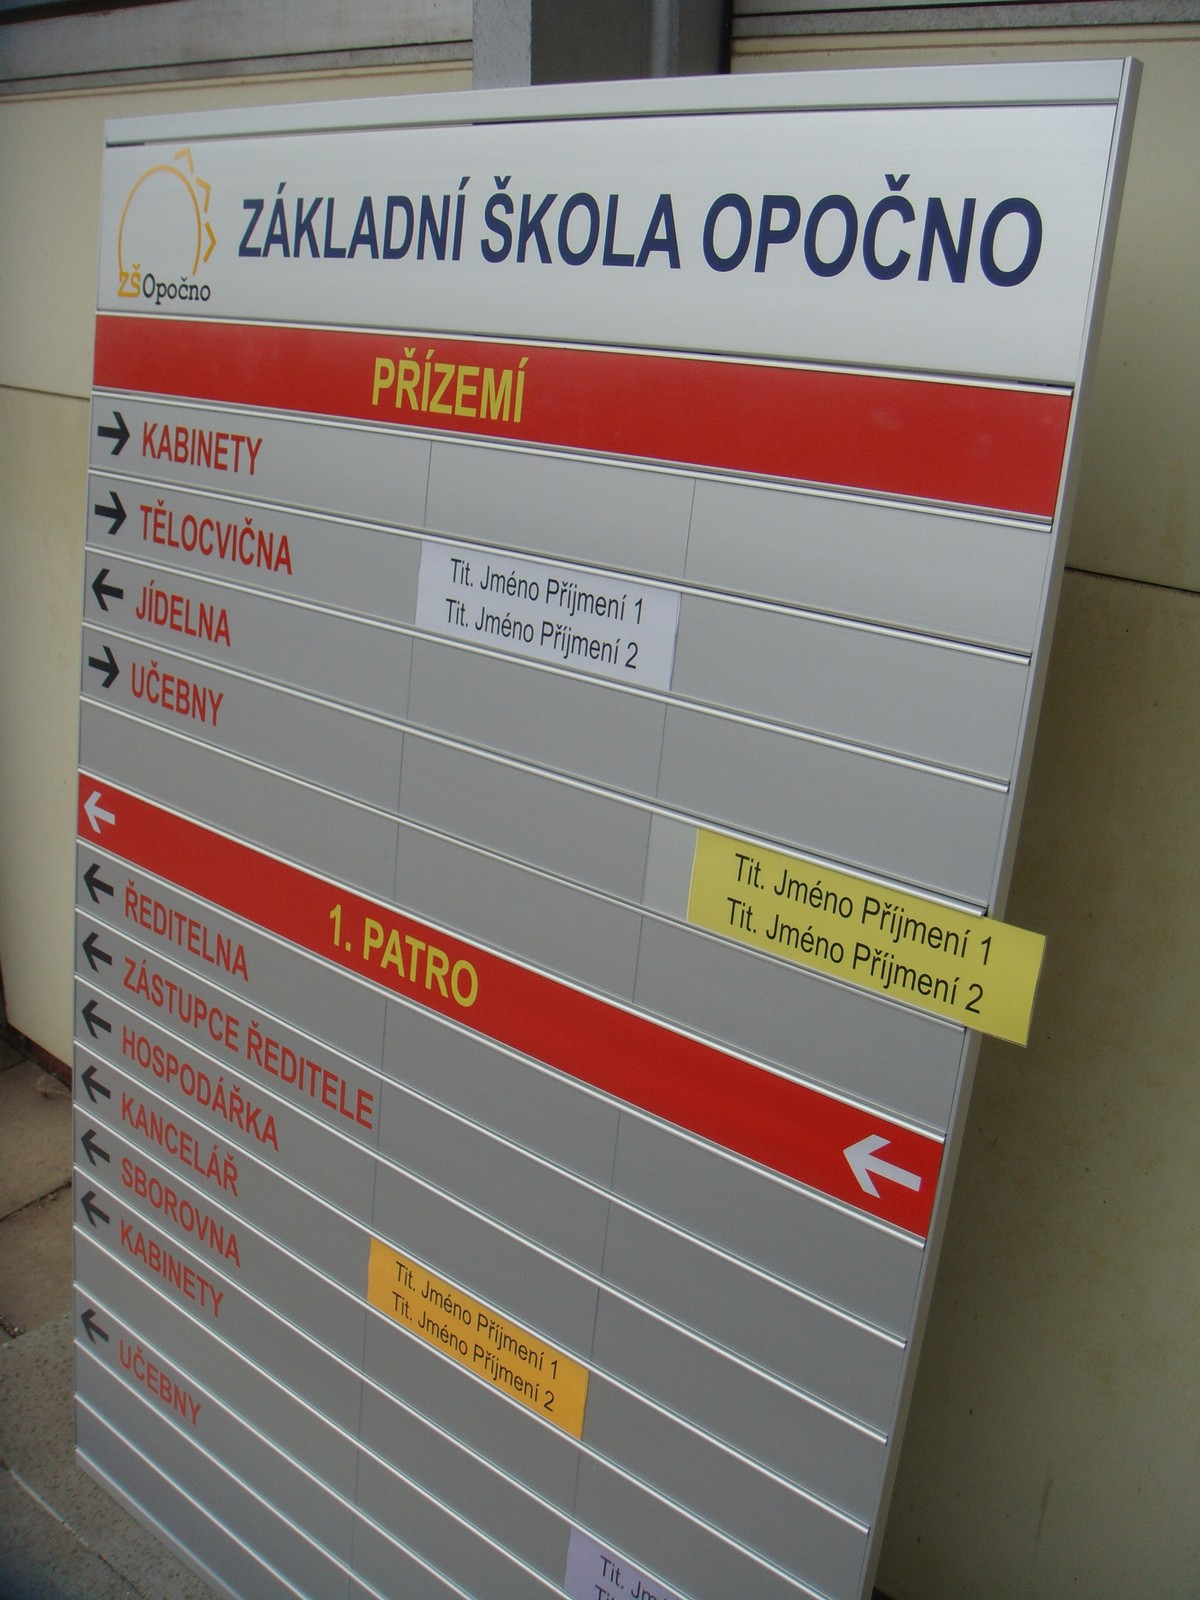 ZÁKLADNÍ ŠKOLA OPOČNO
ZŠOpočno
PŘÍZEMÍ
KABINETY
TĚLOCVIČNA
Tit. Jméno Příjmení 1
Tit. Jméno Příjmení 2
JÍDELNA
UČEBNY
Tit. Jméno Příjmení 1
Tit. Jméno Příjmení 2
1. PATRO
ŘEDITELNA
ZÁSTUPCE ŘEDITELE
HOSPODÁŘKA
KANCELÁŘ
SBOROVNA
KABINETY
Tit. Jméno Příjmení 1
Tit. Jméno Příjmení 2
UČEBNY
Tit.
Tit.